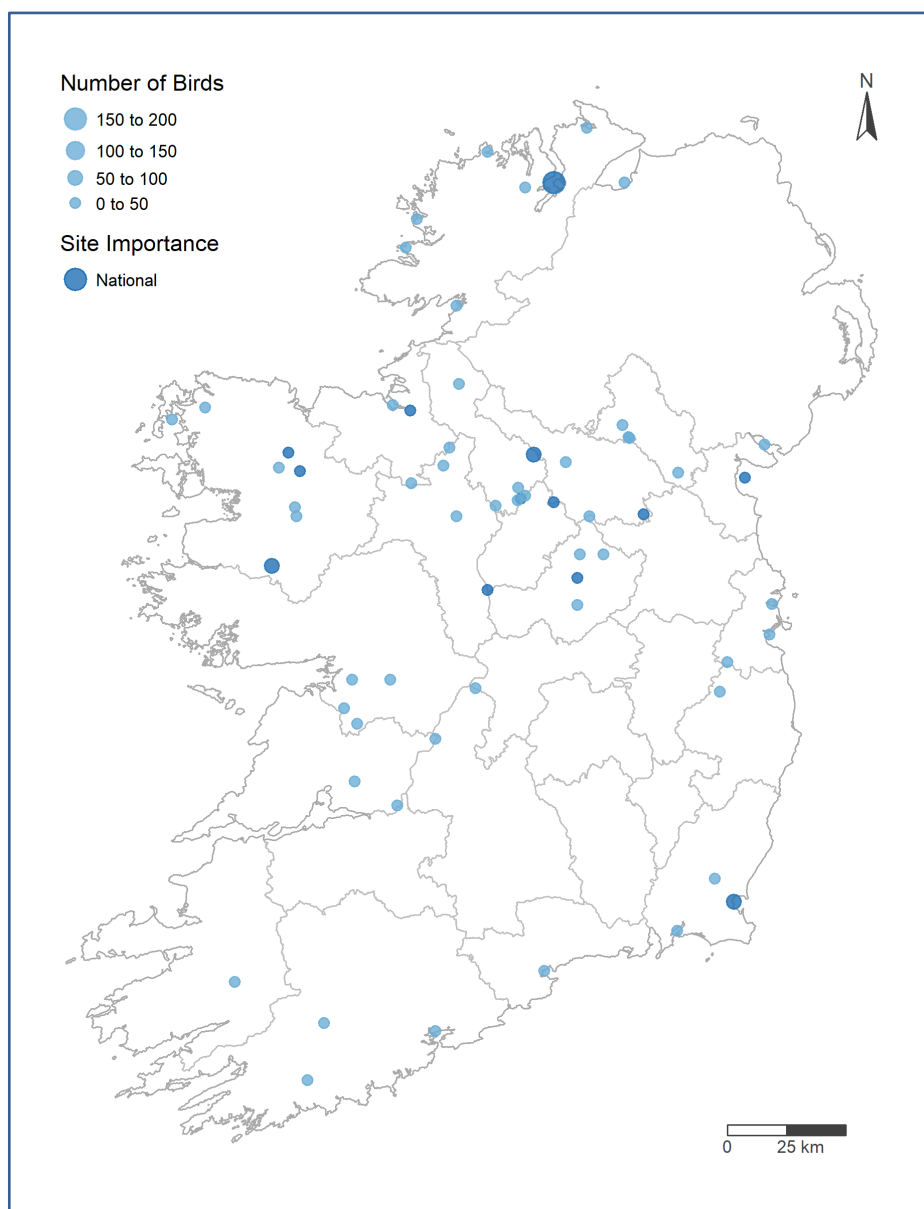 Number of Birds
150 to 200
100 to 150
50 to 100
0 to 50
Site Importance
National
N
0 25 km